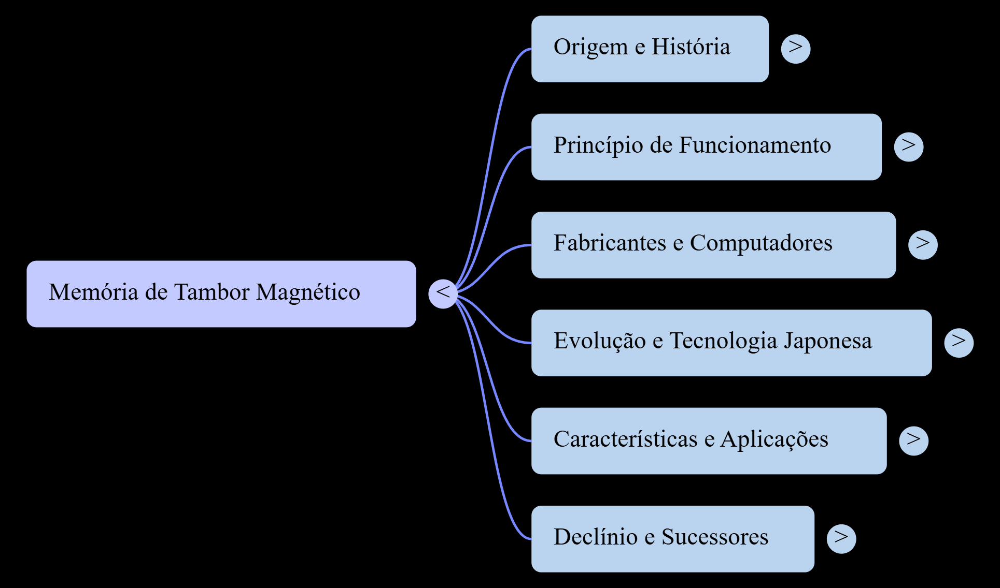 Origem e História >
Princípio de Funcionamento >
Fabricantes e Computadores >
Memória de Tambor Magnético <
Evolução e Tecnologia Japonesa >
Características e Aplicações >
Declínio e Sucessores >